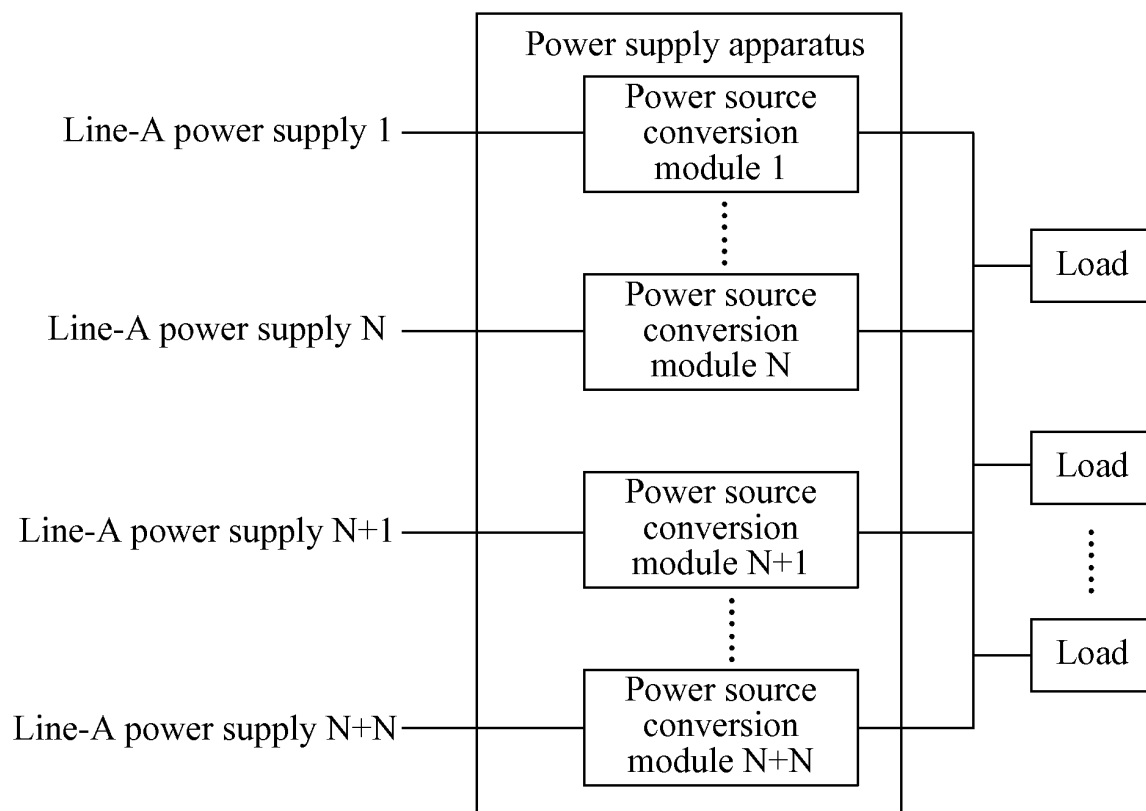 Power supply apparatus
Line-A power supply 1
Power source
conversion
module 1
Load
Line-A power supply N
Power source
conversion
module N
Load
Line-A power supply N+1
Power source
conversion
module N+1
Load
Line-A power supply N+N
Power source
conversion
module N+N